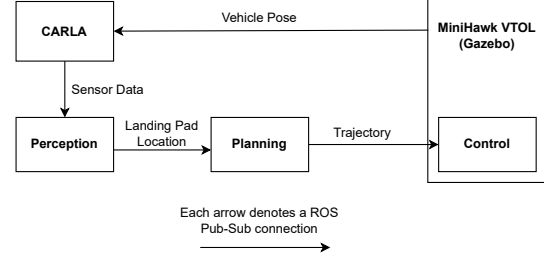 Vehicle Pose
CARLA
MiniHawk VTOL
(Gazebo)
Sensor Data
Perception
Landing Pad
Location
Planning
Trajectory
Control
Each arrow denotes a ROS
Pub-Sub connection